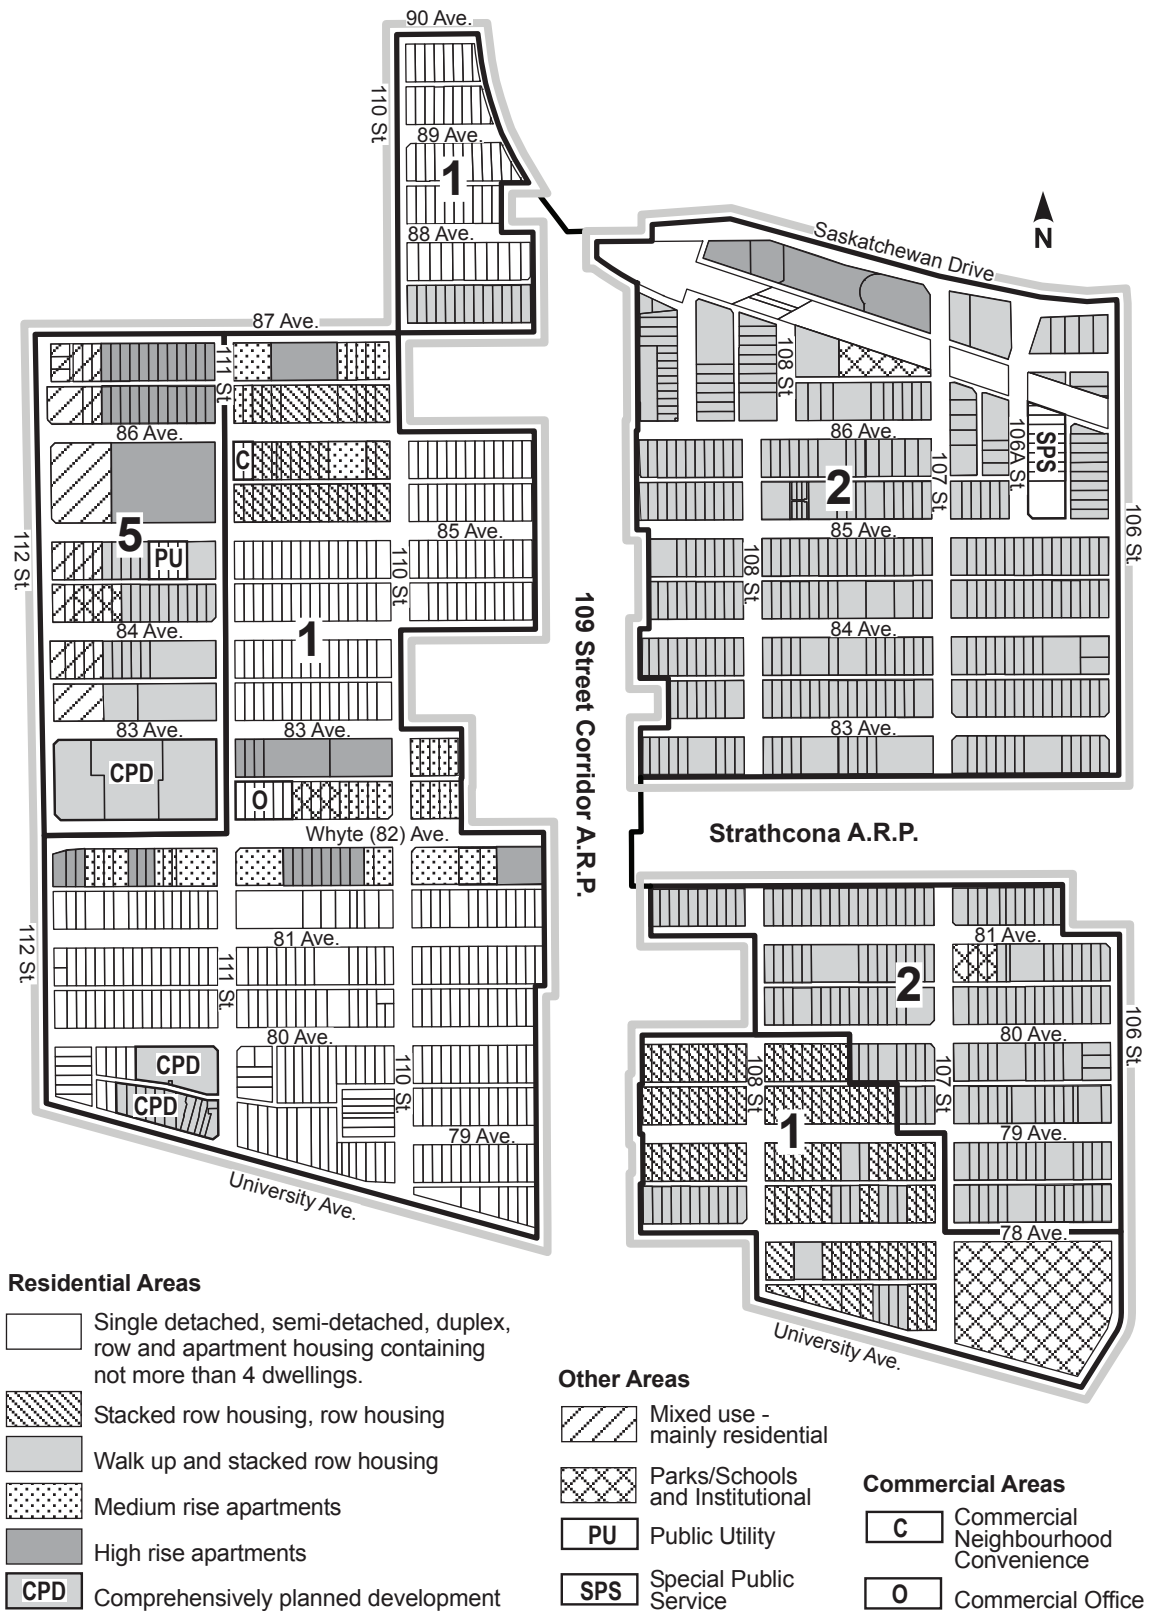 90 Ave.
110 St.
89 Ave.
1
88 Ave.
N
Saskatchewan Drive
87 Ave.
111 St.
108 St.
86 Ave.
86 Ave.
C
2
107 St.
106A St.
SPS
5
PU
85 Ave.
85 Ave.
112 St.
110 St.
108 St.
106 St.
109 Street Corridor A.R.P.
84 Ave.
84 Ave.
1
83 Ave.
83 Ave.
83 Ave.
CPD
O
Whyte (82) Ave.
Strathcona A.R.P.
81 Ave.
81 Ave.
112 St.
111 St.
2
80 Ave.
80 Ave.
106 St.
CPD
CPD
110 St.
108 St.
107 St.
1
79 Ave.
79 Ave.
University Ave.
78 Ave.
University Ave.
Residential Areas
Single detached, semi-detached, duplex,
row and apartment housing containing
not more than 4 dwellings.
Stacked row housing, row housing
Walk up and stacked row housing
Medium rise apartments
High rise apartments
CPD
Comprehensively planned development
Other Areas
Mixed use -
mainly residential
Parks/Schools
and Institutional
PU
Public Utility
SPS
Special Public
Service
Commercial Areas
C
Commercial
Neighbourhood
Convenience
O
Commercial Office